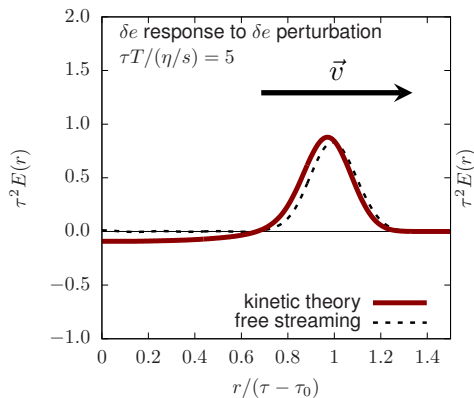 δe response to δe perturbation
τT/(η/s) = 5
v⃗
τ²E(r)
τ²E(r)
2.0
1.5
1.0
0.5
0.0
−0.5
−1.0
kinetic theory
free streaming
0 0.2 0.4 0.6 0.8 1 1.2 1.4
r/(τ − τ₀)